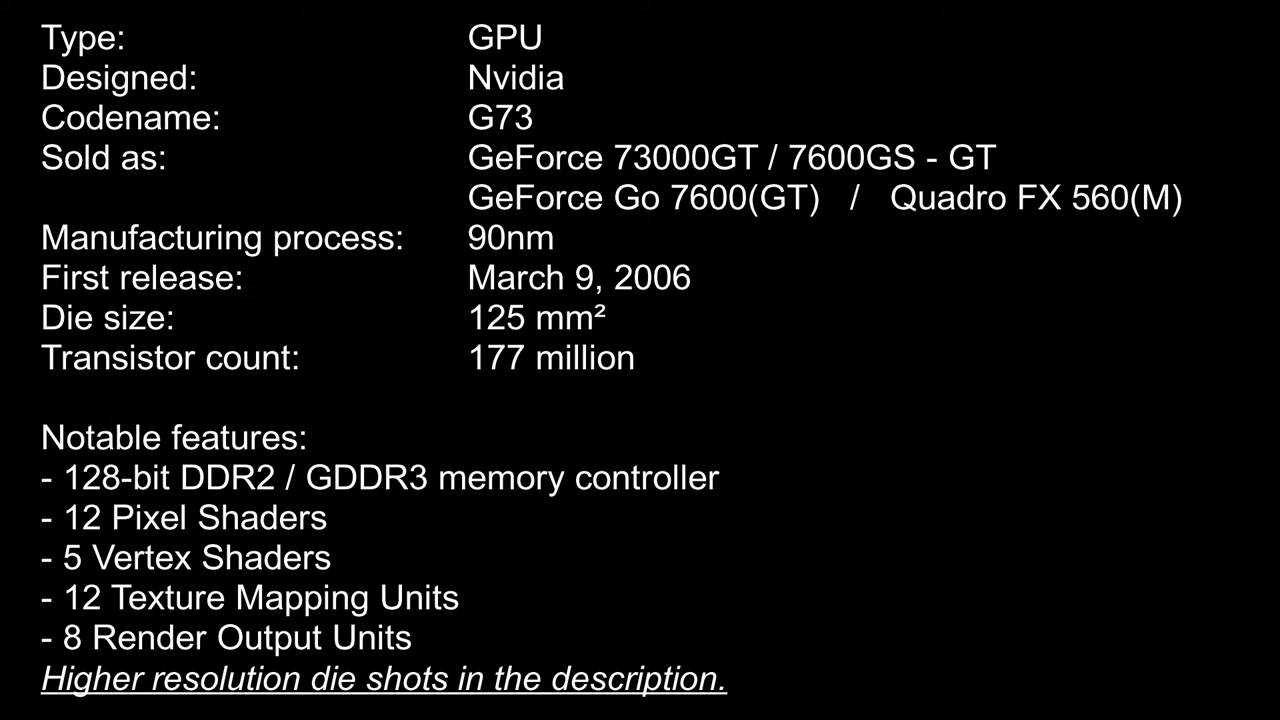 Type: GPU
Designed: Nvidia
Codename: G73
Sold as: GeForce 73000GT / 7600GS - GT
GeForce Go 7600(GT) / Quadro FX 560(M)
Manufacturing process: 90nm
First release: March 9, 2006
Die size: 125 mm²
Transistor count: 177 million
Notable features:
- 128-bit DDR2 / GDDR3 memory controller
- 12 Pixel Shaders
- 5 Vertex Shaders
- 12 Texture Mapping Units
- 8 Render Output Units
Higher resolution die shots in the description.